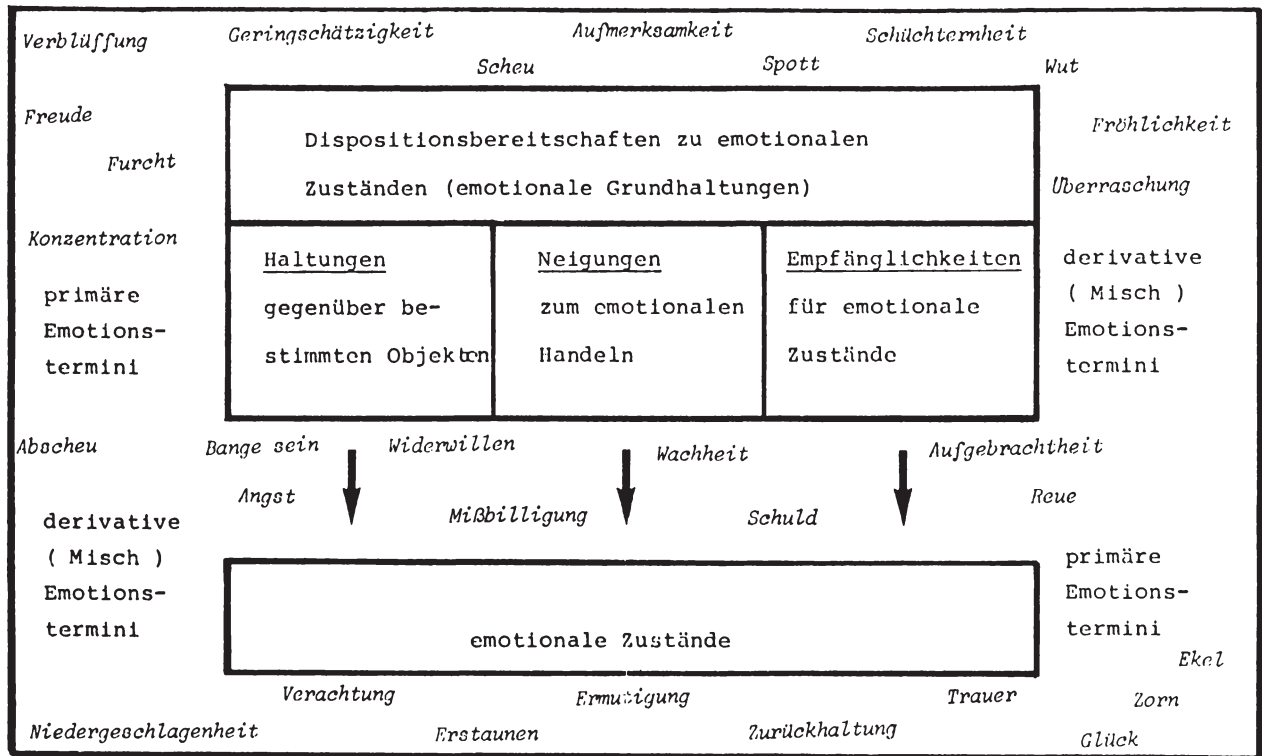 Verblüffung Geringschätzigkeit Aufmerksamkeit Schüchternheit
Scheu Spott Wut
Freude Fröhlichkeit
Furcht
Dispositionsbereitschaften zu emotionalen
Zuständen (emotionale Grundhaltungen)
Überraschung
Konzentration
primäre
Emotions-
termini
Haltungen
gegenüber be-
stimmten Objekten
Neigungen
zum emotionalen
Handeln
Empfänglichkeiten
für emotionale
Zustände
derivative
( Misch )
Emotions-
termini
Abscheu Bange sein Widerwillen Wachheit Aufgebrachtheit
Angst Mißbilligung Schuld Reue
derivative
( Misch )
Emotions-
termini
emotionale Zustände
primäre
Emotions-
termini
Ekel
Verachtung Ermutigung Trauer Zorn
Niedergeschlagenheit Erstaunen Zurückhaltung Glück